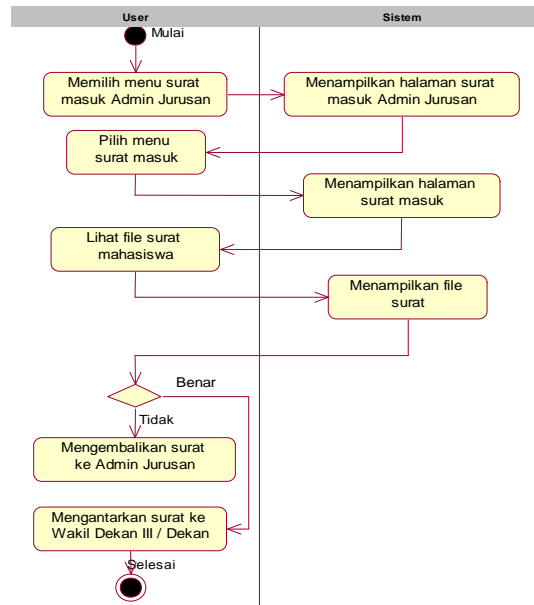 User
Sistem
Mulai
Memilih menu surat
masuk Admin Jurusan
Menampilkan halaman surat
masuk Admin Jurusan
Pilih menu
surat masuk
Menampilkan halaman
surat masuk
Lihat file surat
mahasiswa
Menampilkan file
surat
Benar
Tidak
Mengembalikan surat
ke Admin Jurusan
Mengantarkan surat ke
Wakil Dekan III / Dekan
Selesai